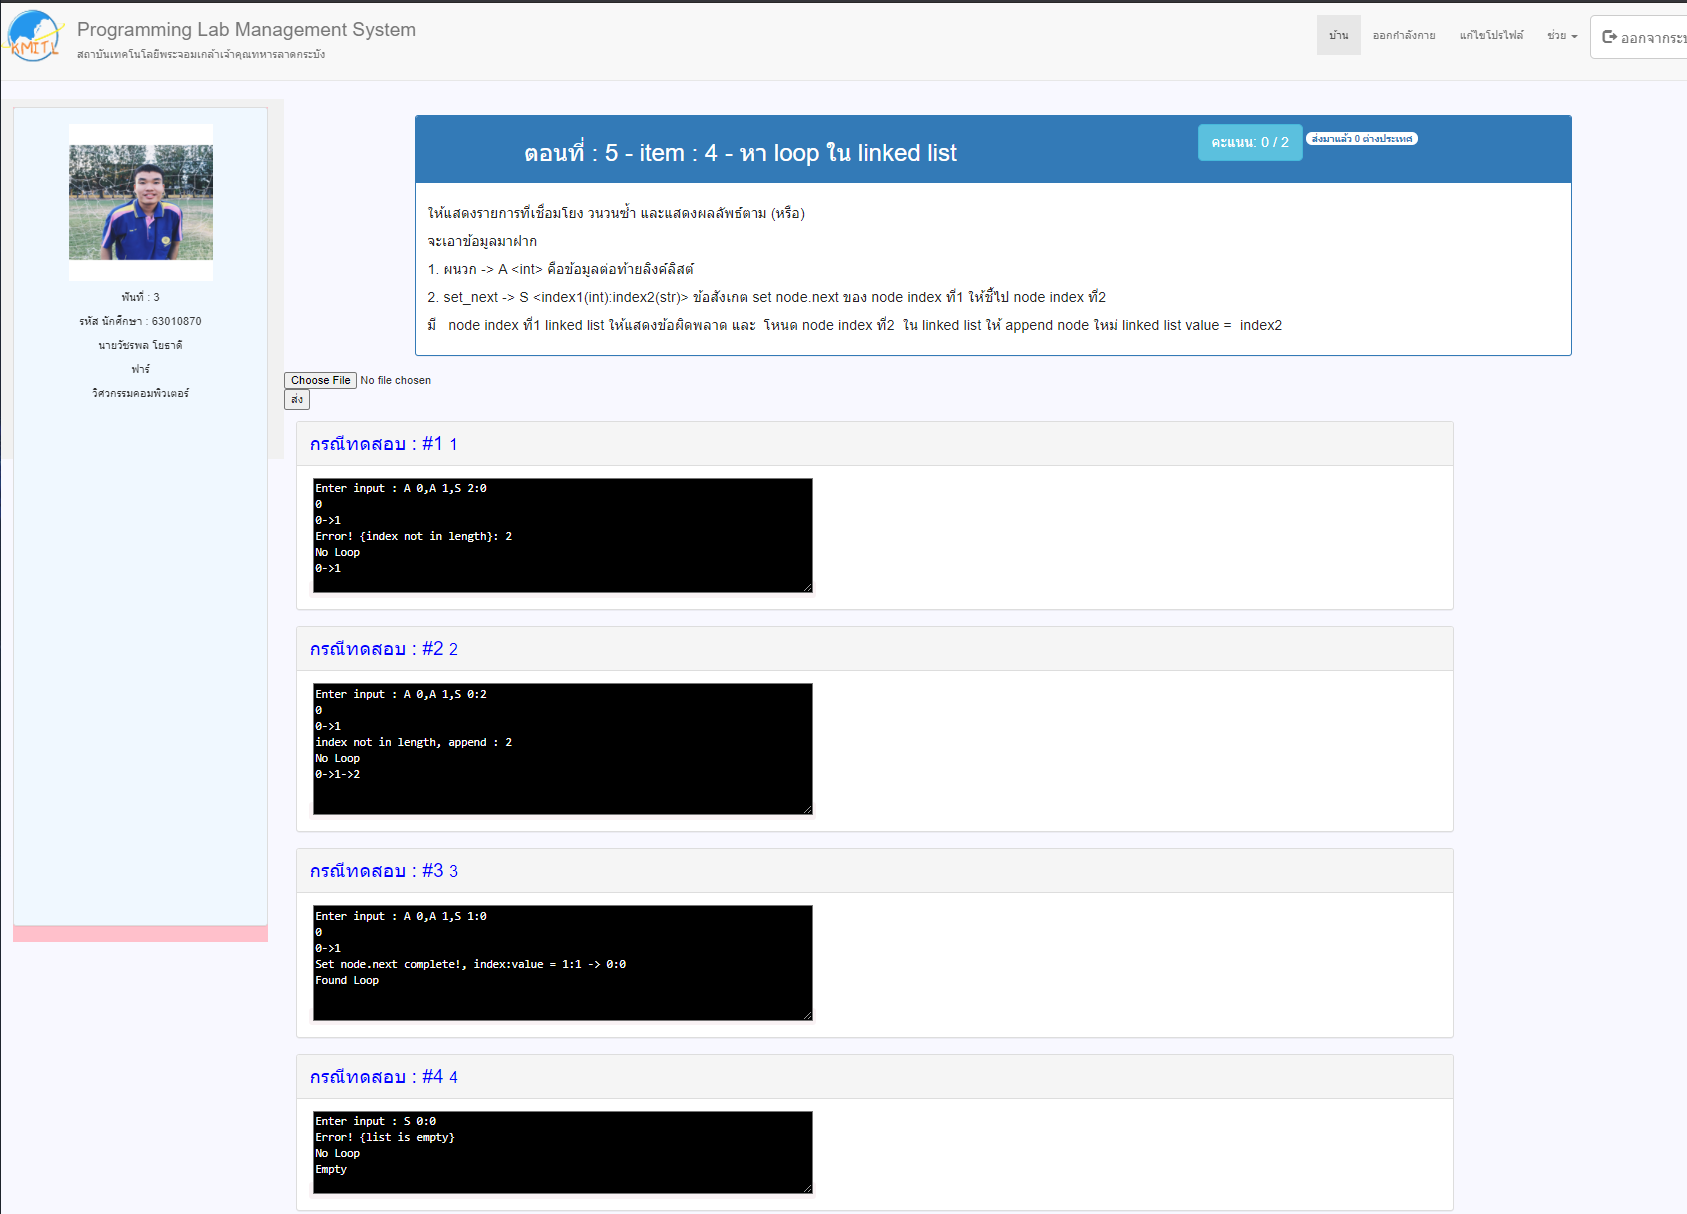 KMITL
Programming Lab Management System
สถาบันเทคโนโลยีพระจอมเกล้าเจ้าคุณทหารลาดกระบัง
บ้าน
ออกกำลังกาย
แก้ไขโปรไฟล์
ช่วย
ออกจากระบ
พันที่ : 3
รหัส นักศึกษา : 63010870
นายวัชรพล โยธาดี
ฟาร์
วิศวกรรมคอมพิวเตอร์
ตอนที่ : 5 - item : 4 - หา loop ใน linked list
คะแนน: 0 / 2
ส่งมาแล้ว 0 ต่างประเทศ
ให้แสดงรายการที่เชื่อมโยง วนวนซ้ำ และแสดงผลลัพธ์ตาม (หรือ)
จะเอาข้อมูลมาฝาก
1. ผนวก -> A <int> คือข้อมูลต่อท้ายลิงค์ลิสต์
2. set_next -> S <index1(int):index2(str)> ข้อสังเกต set node.next ของ node index ที่1 ให้ชี้ไป node index ที่2
มี node index ที่1 linked list ให้แสดงข้อผิดพลาด และ โหนด node index ที่2 ใน linked list ให้ append node ใหม่ linked list value = index2
Choose File No file chosen
ส่ง
กรณีทดสอบ : #1 1
Enter input : A 0,A 1,S 2:0
0
0->1
Error! {index not in length}: 2
No Loop
0->1
กรณีทดสอบ : #2 2
Enter input : A 0,A 1,S 0:2
0
0->1
index not in length, append : 2
No Loop
0->1->2
กรณีทดสอบ : #3 3
Enter input : A 0,A 1,S 1:0
0
0->1
Set node.next complete!, index:value = 1:1 -> 0:0
Found Loop
กรณีทดสอบ : #4 4
Enter input : S 0:0
Error! {list is empty}
No Loop
Empty